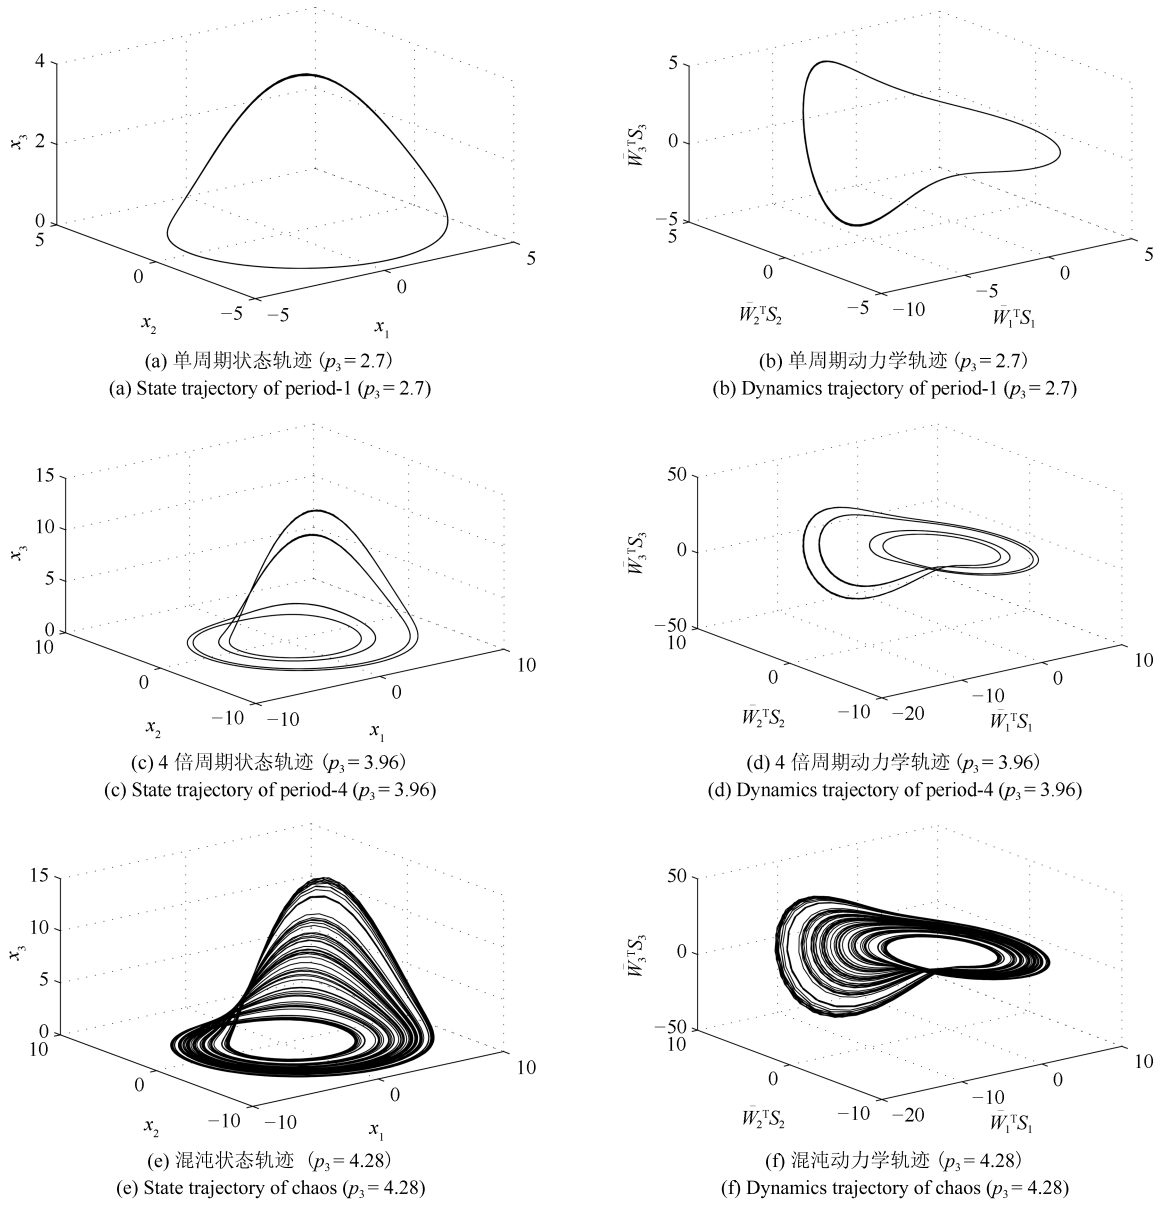 4
5
2
0
x₃
0
5
0
−5
−5
0
5
x₂
x₁
W̄₃ᵀS₃
−5
5
0
−5
−10
−5
0
5
W̄₂ᵀS₂
W̄₁ᵀS₁
(a) 单周期状态轨迹 (p₃ = 2.7)
(a) State trajectory of period-1 (p₃ = 2.7)
(b) 单周期动力学轨迹 (p₃ = 2.7)
(b) Dynamics trajectory of period-1 (p₃ = 2.7)
15
10
x₃
5
0
10
0
−10
−10
0
10
x₂
x₁
50
0
W̄₃ᵀS₃
−50
10
0
−10
−20
−10
0
10
W̄₂ᵀS₂
W̄₁ᵀS₁
(c) 4 倍周期状态轨迹 (p₃ = 3.96)
(c) State trajectory of period-4 (p₃ = 3.96)
(d) 4 倍周期动力学轨迹 (p₃ = 3.96)
(d) Dynamics trajectory of period-4 (p₃ = 3.96)
15
10
x₃
5
0
10
0
−10
−10
0
10
x₂
x₁
50
0
W̄₃ᵀS₃
−50
10
0
−10
−20
−10
0
10
W̄₂ᵀS₂
W̄₁ᵀS₁
(e) 混沌状态轨迹 (p₃ = 4.28)
(e) State trajectory of chaos (p₃ = 4.28)
(f) 混沌动力学轨迹 (p₃ = 4.28)
(f) Dynamics trajectory of chaos (p₃ = 4.28)